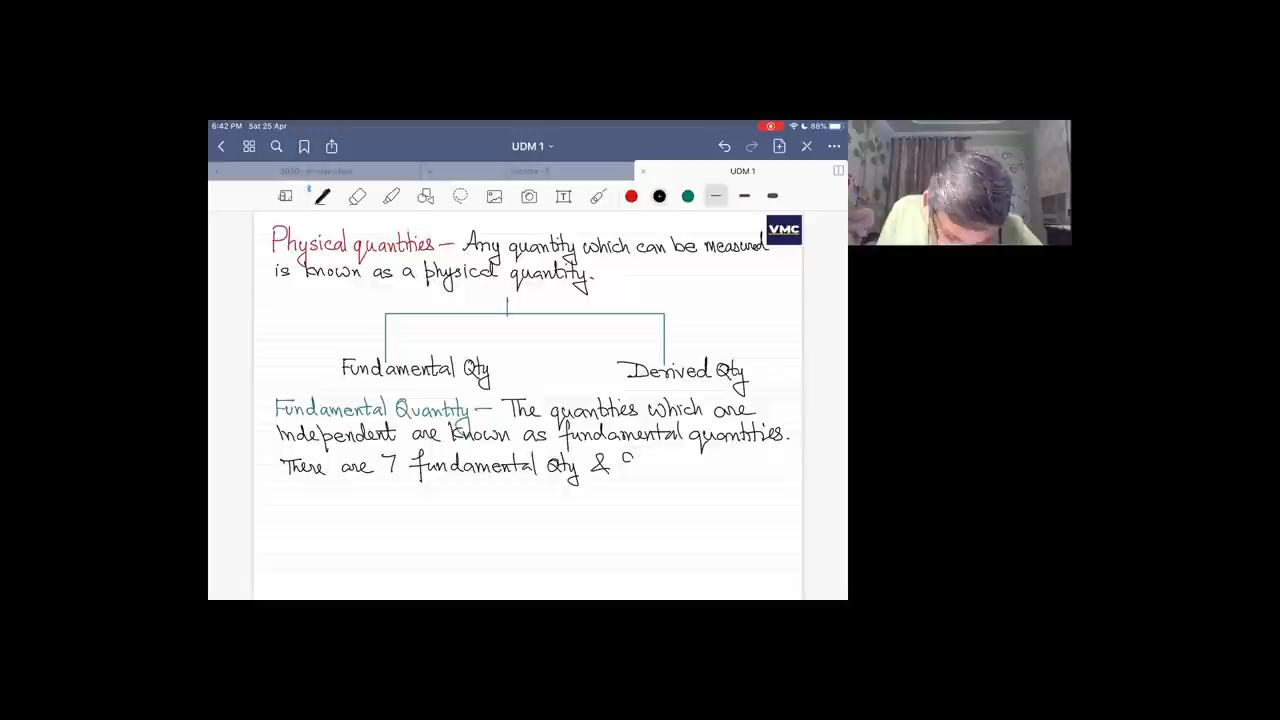 6:42 PM Sat 25 Apr
88%
UDM 1
UDM 1
VMC
Physical quantities — Any quantity which can be measured
is known as a physical quantity.
Fundamental Qty Derived Qty
Fundamental Quantity — The quantities which are
independent are known as fundamental quantities.
There are 7 fundamental Qty &